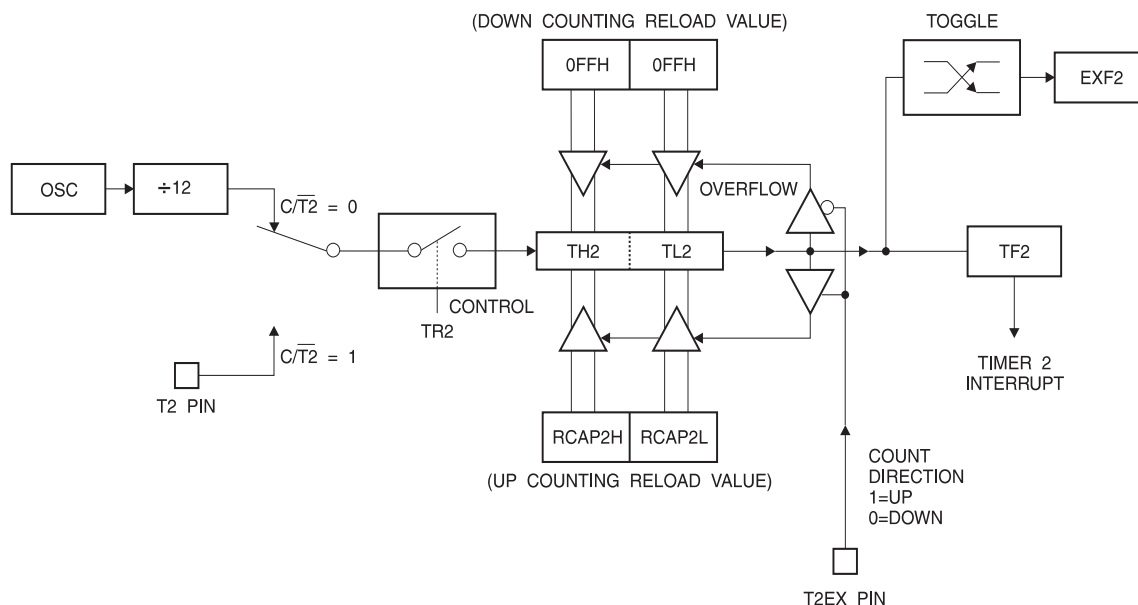 (DOWN COUNTING RELOAD VALUE)
TOGGLE
0FFH 0FFH
EXF2
OSC
÷12
OVERFLOW
C/T2̅ = 0
TH2 TL2
TF2
CONTROL
TR2
C/T2̅ = 1
TIMER 2
INTERRUPT
T2 PIN
RCAP2H RCAP2L
(UP COUNTING RELOAD VALUE)
COUNT
DIRECTION
1=UP
0=DOWN
T2EX PIN